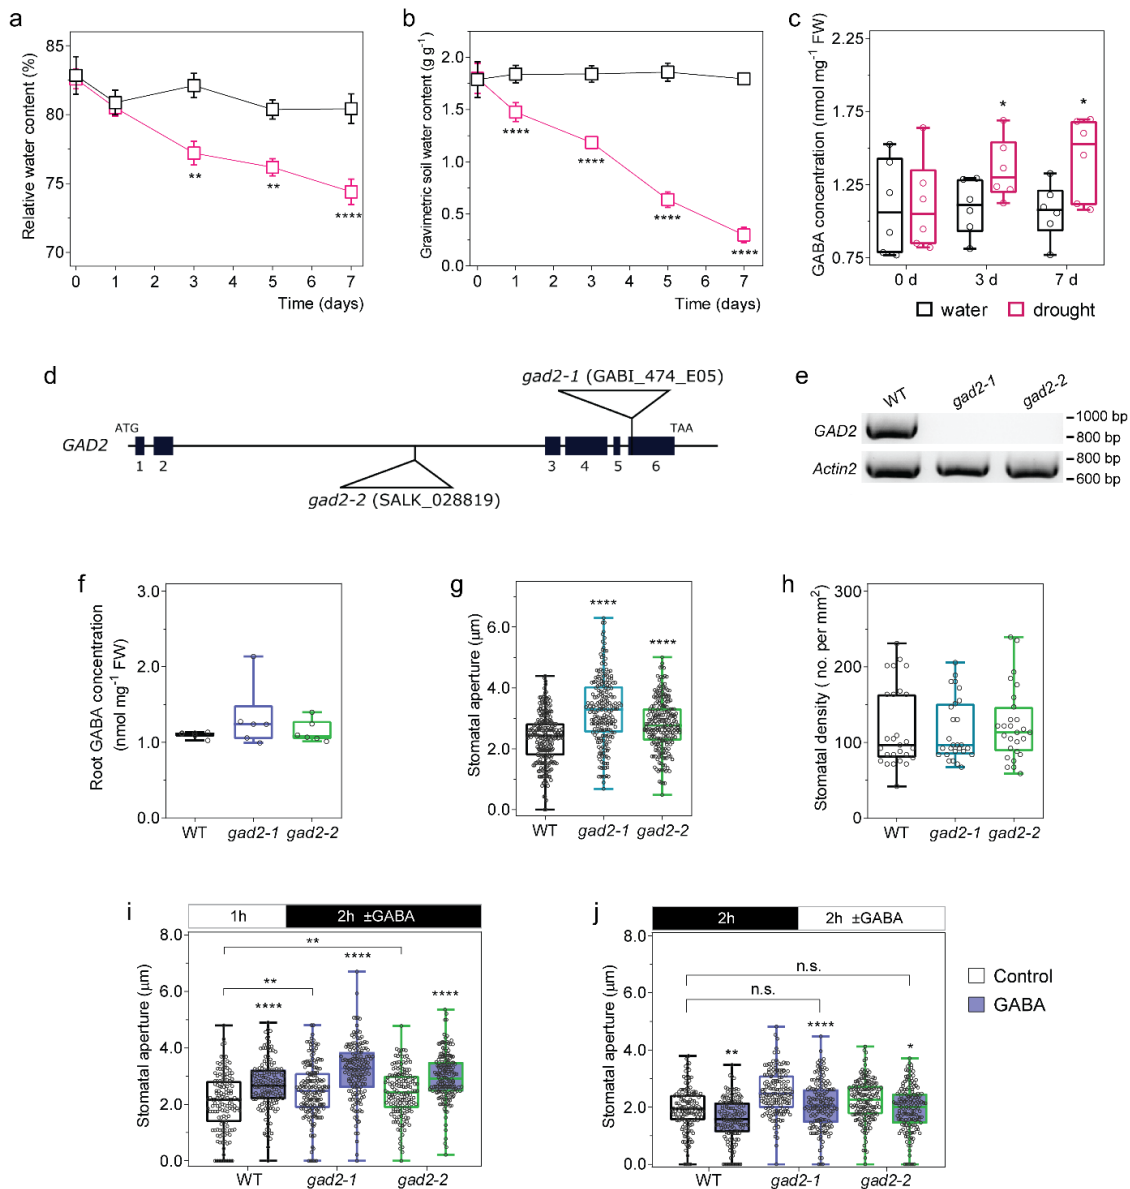 a
Relative water content (%)
85
80
75
70
0 1 2 3 4 5 6 7
Time (days)
** ** ****
b
Gravimetric soil water content (g g⁻¹)
2.0
1.5
1.0
0.5
0.0
0 1 2 3 4 5 6 7
Time (days)
**** **** **** ****
c
GABA concentration (nmol mg⁻¹ FW)
2.25
1.75
1.25
0.75
* *
0 d 3 d 7 d
water drought
d
gad2-1 (GABI_474_E05)
ATG TAA
GAD2
1 2 3 4 5 6
gad2-2 (SALK_028819)
e
WT gad2-1 gad2-2
GAD2
1000 bp
800 bp
Actin2
800 bp
600 bp
f
Root GABA concentration
(nmol mg⁻¹ FW)
3.0
2.0
1.0
0.0
WT gad2-1 gad2-2
g
Stomatal aperture (μm)
6.0
4.0
2.0
0.0
**** ****
WT gad2-1 gad2-2
h
Stomatal density ( no. per mm²)
300
200
100
0
WT gad2-1 gad2-2
i
1h 2h ±GABA
Stomatal aperture (μm)
8.0
6.0
4.0
2.0
0.0
**
**
**** **** ****
WT gad2-1 gad2-2
j
2h 2h ±GABA
Stomatal aperture (μm)
8.0
6.0
4.0
2.0
0.0
n.s.
n.s.
** **** *
WT gad2-1 gad2-2
Control
GABA